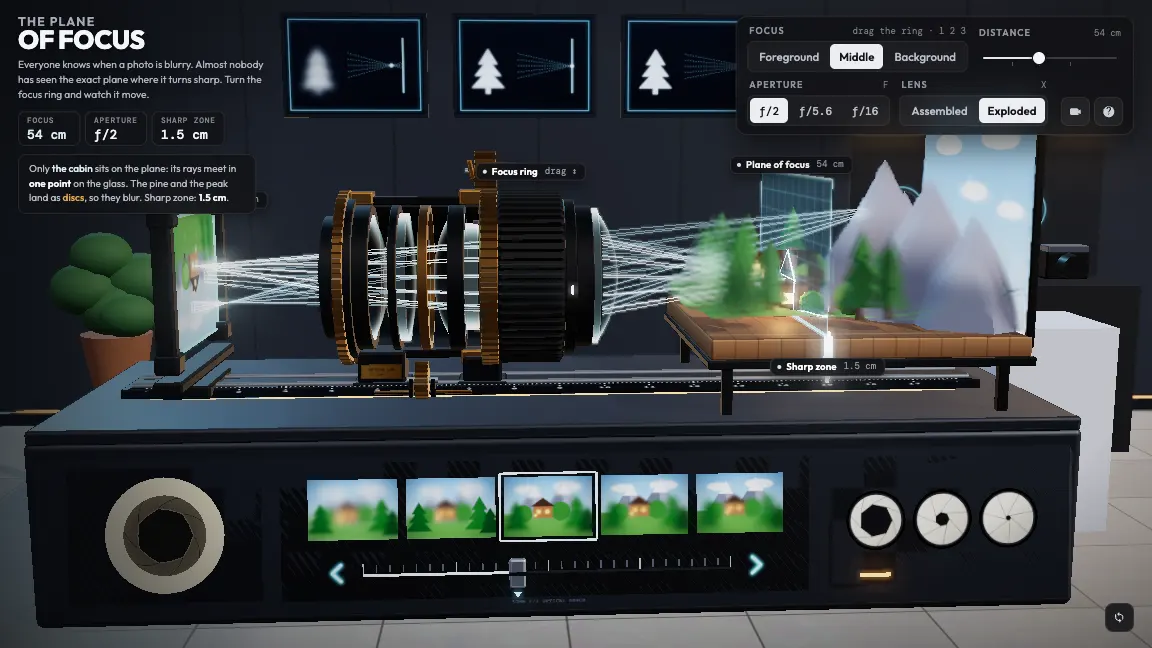 THE PLANE
OF FOCUS
Everyone knows when a photo is blurry. Almost nobody
has seen the exact plane where it turns sharp. Turn the
focus ring and watch it move.
FOCUS
54 cm
APERTURE
ƒ/2
SHARP ZONE
1.5 cm
Only the cabin sits on the plane: its rays meet in
one point on the glass. The pine and the peak
land as discs, so they blur. Sharp zone: 1.5 cm.
FOCUS
drag the ring · 1 2 3
Foreground
Middle
Background
DISTANCE
54 cm
APERTURE
F
ƒ/2
ƒ/5.6
ƒ/16
LENS
X
Assembled
Exploded
Focus ring drag
Plane of focus 54 cm
Sharp zone 1.5 cm